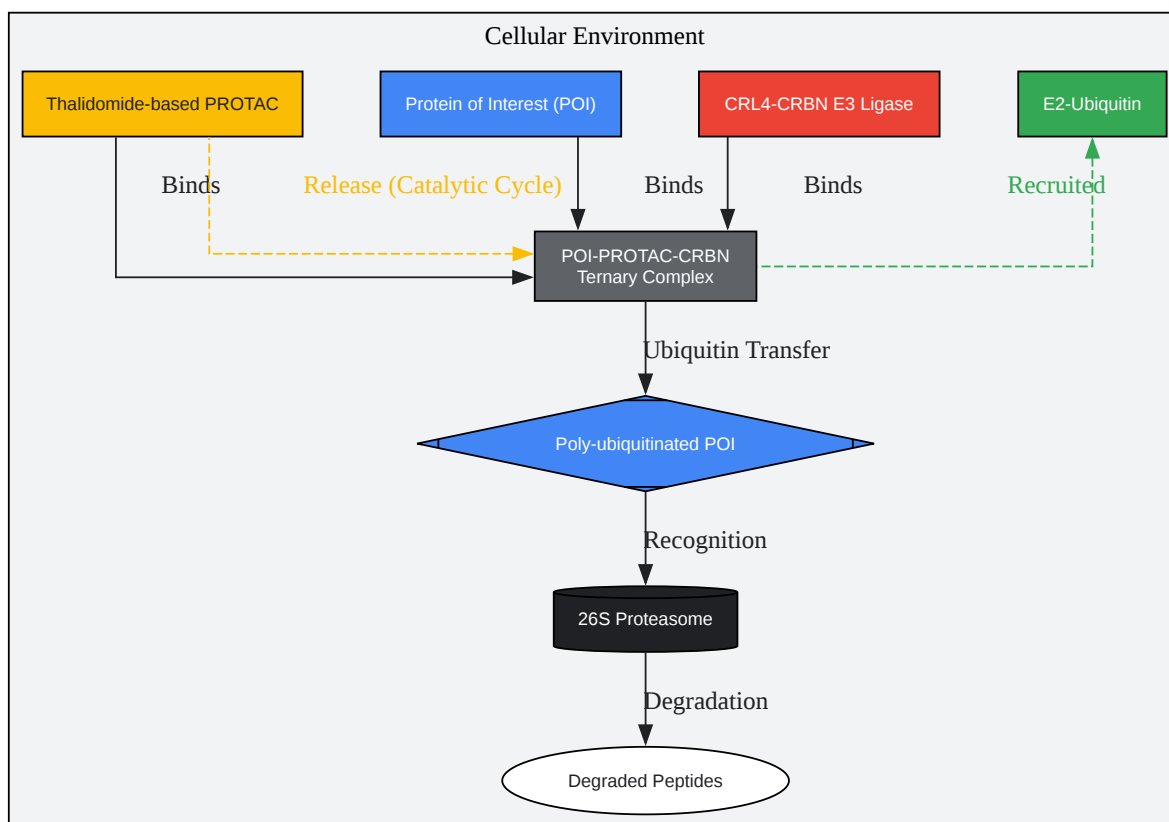 Cellular Environment
Thalidomide-based PROTAC
Protein of Interest (POI)
CRL4-CRBN E3 Ligase
E2-Ubiquitin
Binds
Release (Catalytic Cycle)
Binds
Binds
Recruited
POI-PROTAC-CRBN
Ternary Complex
Ubiquitin Transfer
Poly-ubiquitinated POI
Recognition
26S Proteasome
Degradation
Degraded Peptides